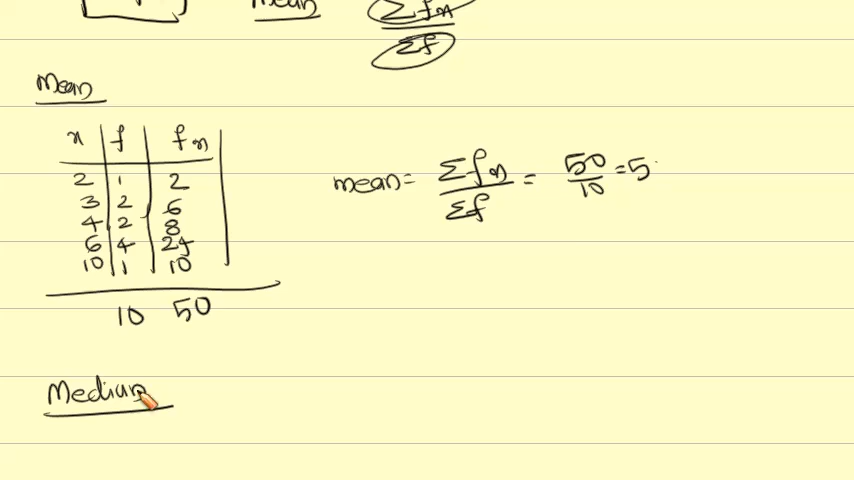 mean Σfx
Σf
Mean
x f fx
2 1 2
3 2 6
4 2 8
6 4 24
10 1 10
10 50
mean = Σfx / Σf = 50/10 = 5
Median